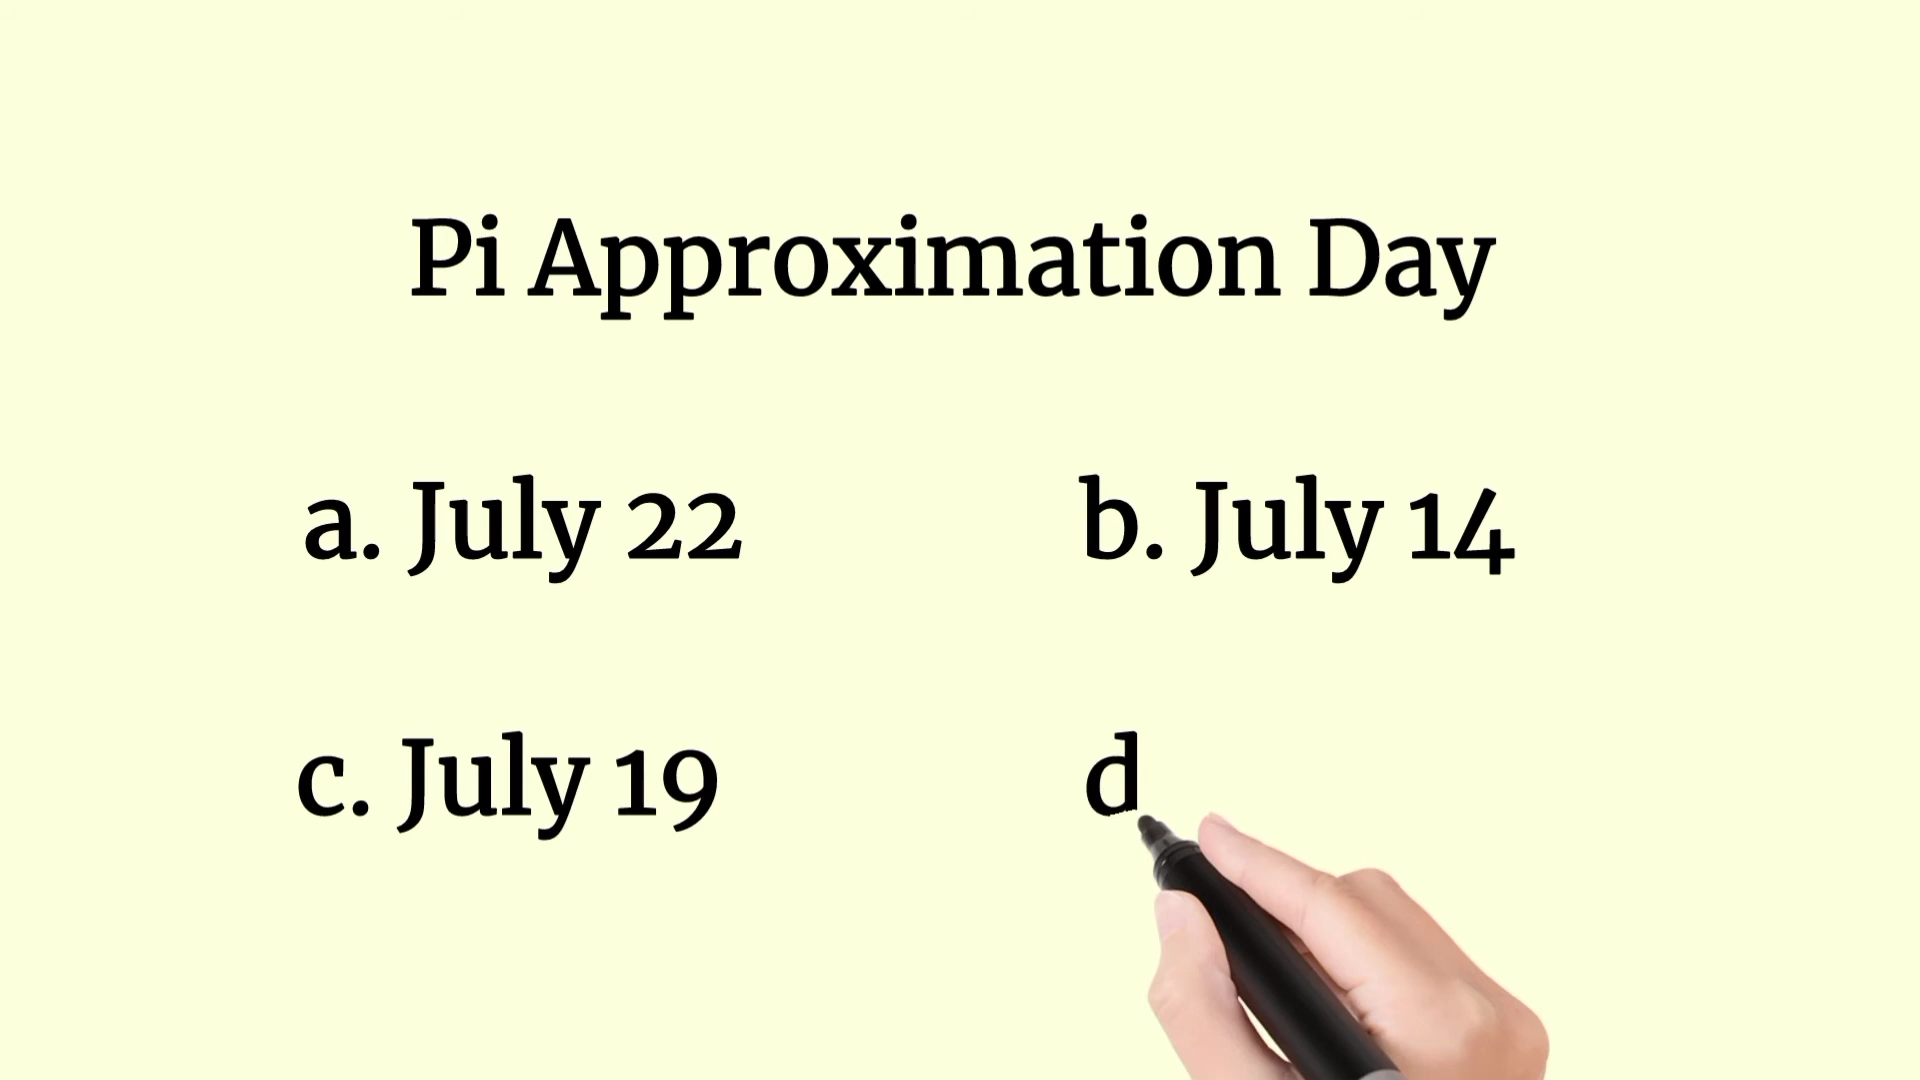 Pi Approximation Day
a. July 22
b. July 14
c. July 19
d